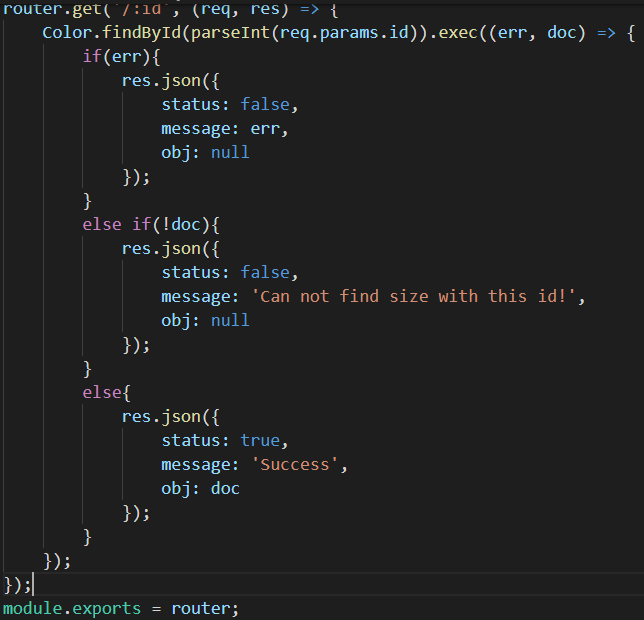 router.get('/:id', (req, res) => {
    Color.findById(parseInt(req.params.id)).exec((err, doc) => {
        if(err){
            res.json({
                status: false,
                message: err,
                obj: null
            });
        }
        else if(!doc){
            res.json({
                status: false,
                message: 'Can not find size with this id!',
                obj: null
            });
        }
        else{
            res.json({
                status: true,
                message: 'Success',
                obj: doc
            });
        }
    });
});
module.exports = router;